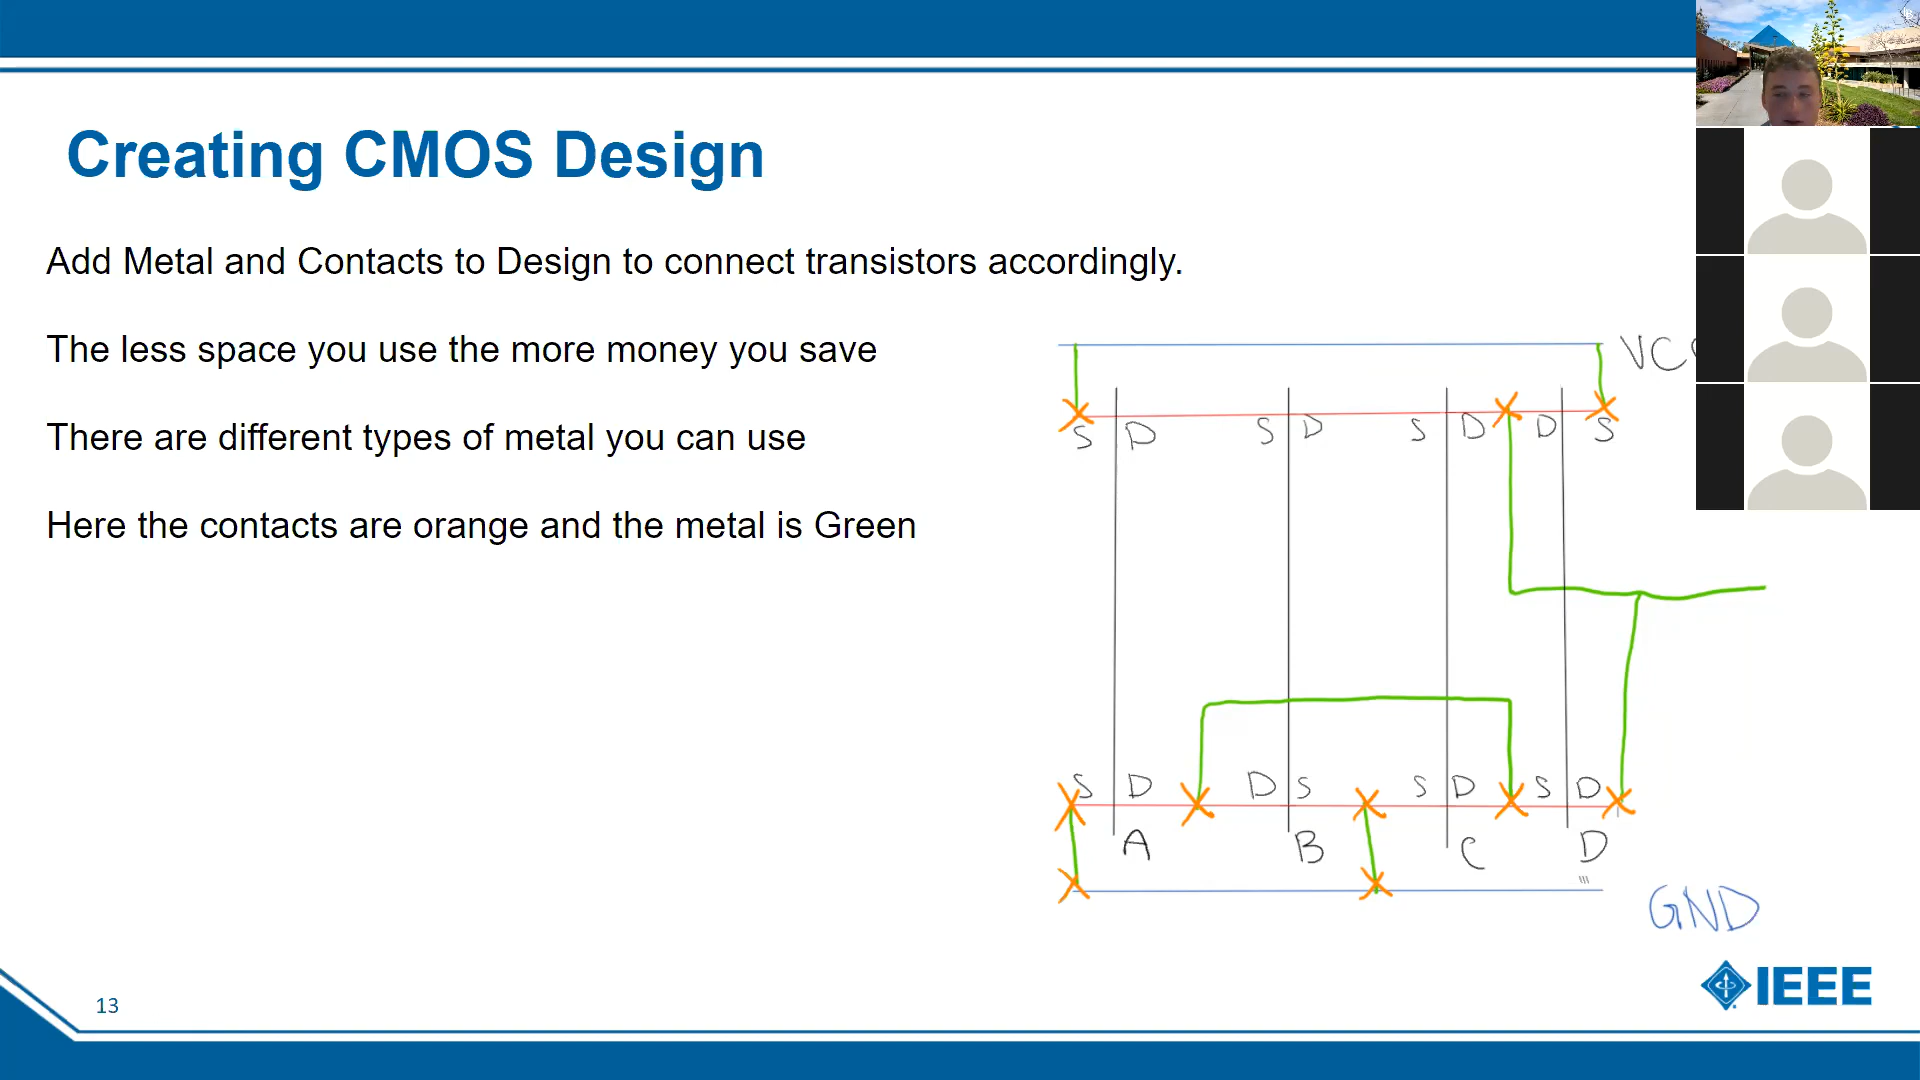 Creating CMOS Design
Add Metal and Contacts to Design to connect transistors accordingly.
The less space you use the more money you save
There are different types of metal you can use
Here the contacts are orange and the metal is Green
S D S D S D D S
S D D S S D S D
A B C D
GND
IEEE
13